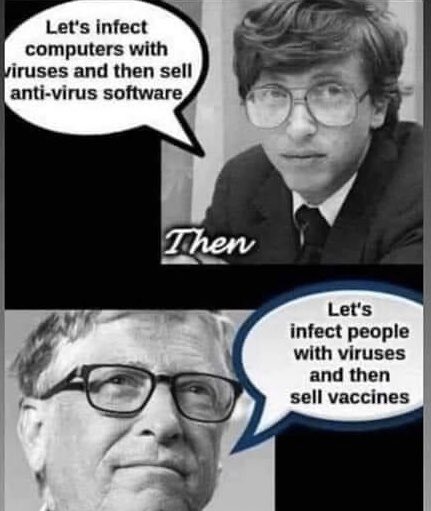 Let's infect
computers with
viruses and then sell
anti-virus software
Then
Let's
infect people
with viruses
and then
sell vaccines